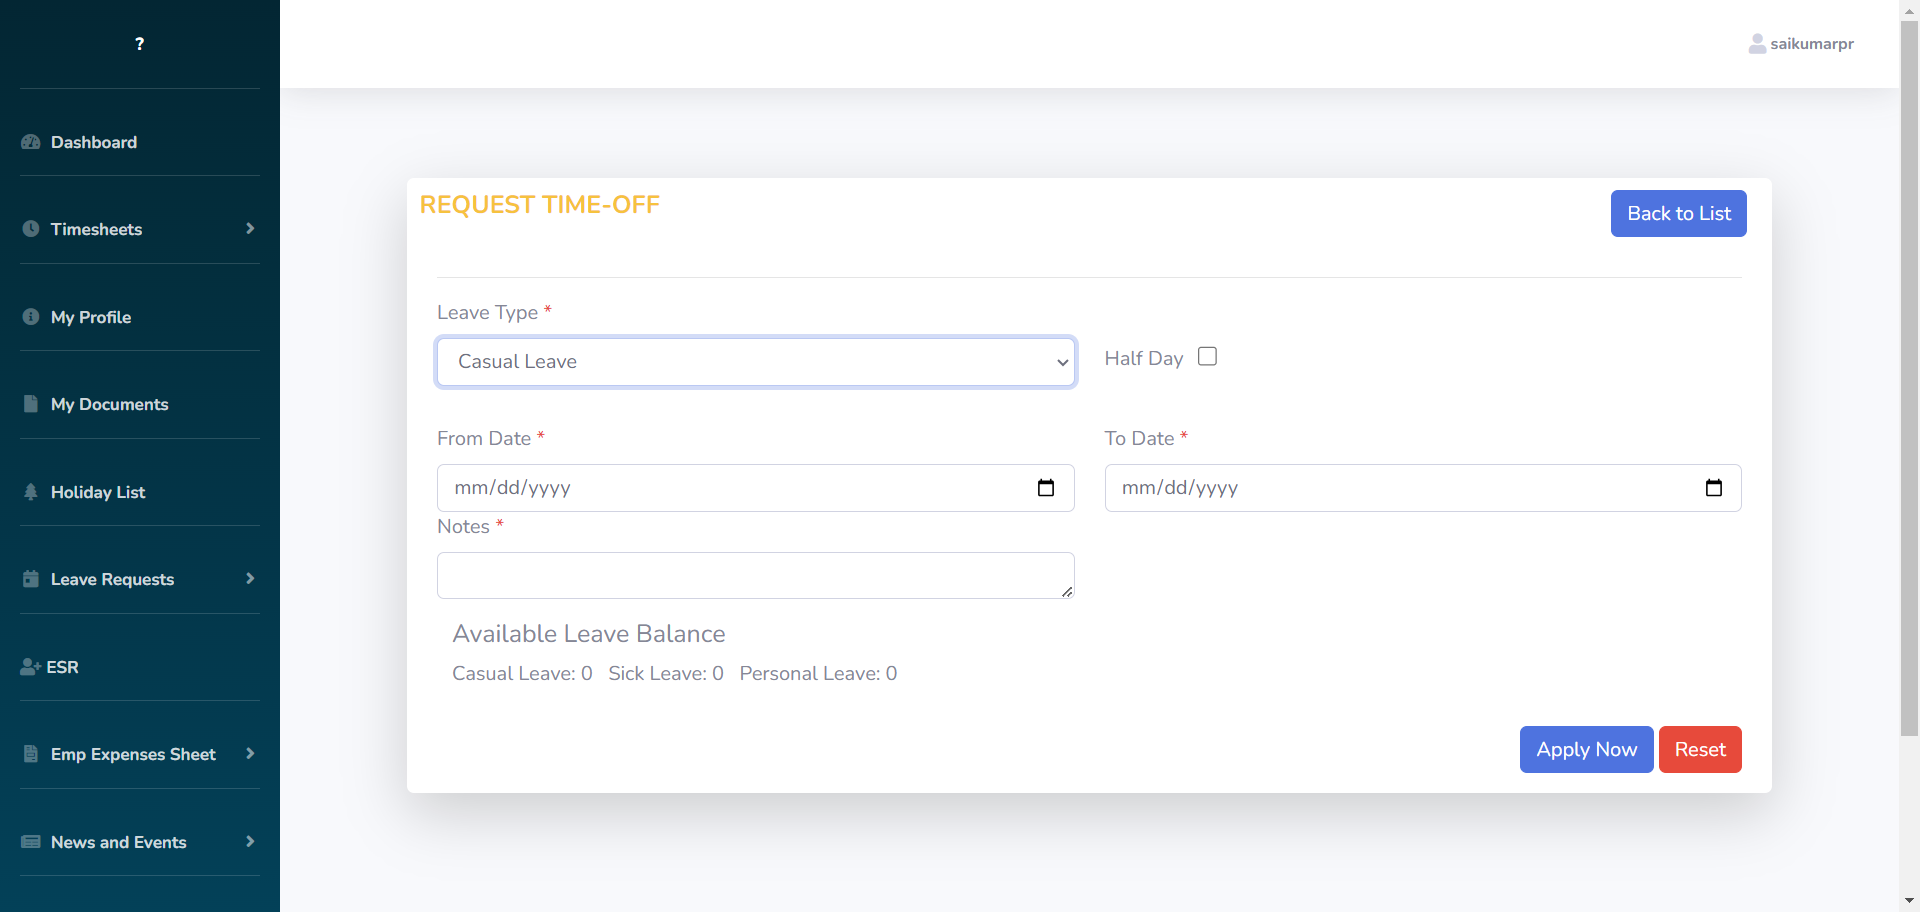 ?
saikumarpr
Dashboard
Timesheets
My Profile
My Documents
Holiday List
Leave Requests
ESR
Emp Expenses Sheet
News and Events
REQUEST TIME-OFF
Back to List
Leave Type *
Casual Leave
Half Day
From Date *
To Date *
mm/dd/yyyy
mm/dd/yyyy
Notes *
Available Leave Balance
Casual Leave: 0 Sick Leave: 0 Personal Leave: 0
Apply Now
Reset